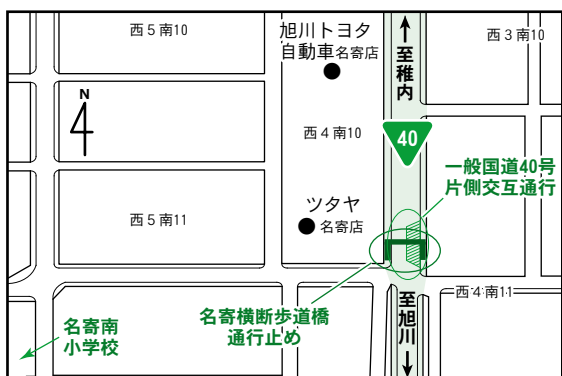 西5南10
旭川トヨタ
自動車名寄店
至稚内
西3南10
N
西4南10
40
一般国道40号
片側交互通行
西5南11
ツタヤ
名寄店
西4南11
名寄横断歩道橋
通行止め
至旭川
名寄南
小学校